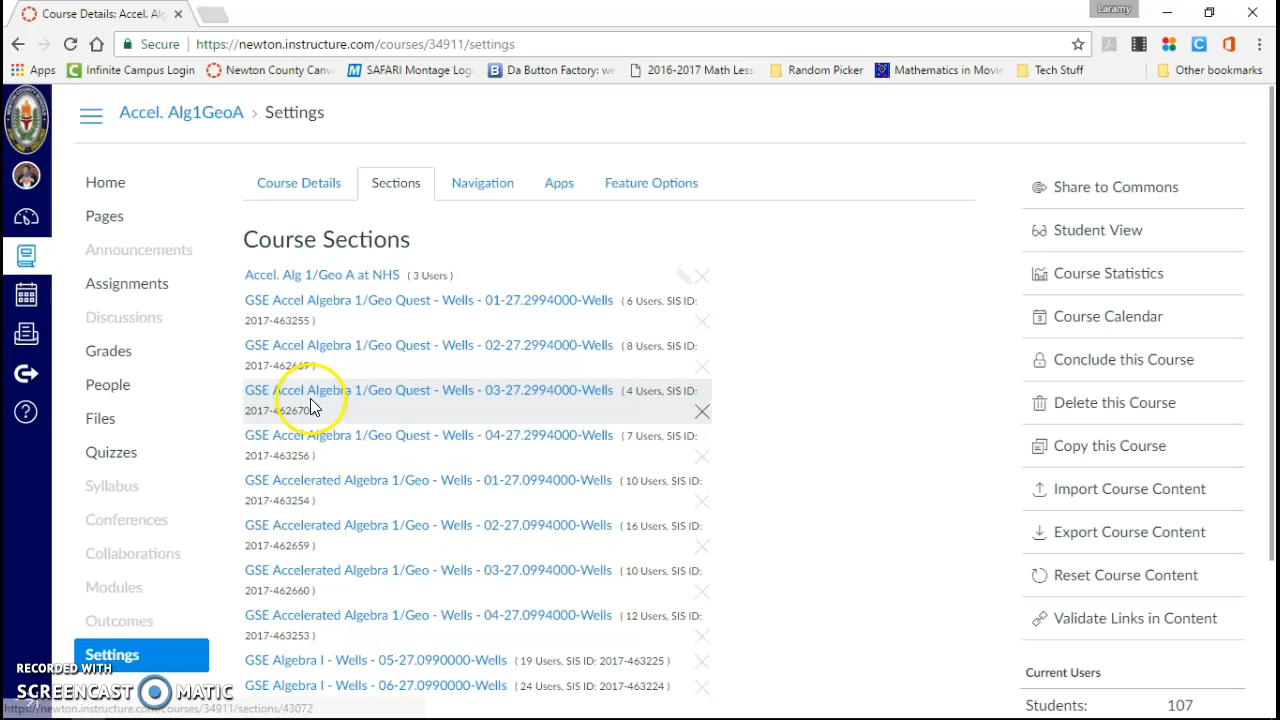 Course Details: Accel. Alg
Laramy
Secure
https://newton.instructure.com/courses/34911/settings
Apps
Infinite Campus Login
Newton County Canv
SAFARI Montage Log
Da Button Factory: we
2016-2017 Math Less
Random Picker
Mathematics in Movie
Tech Stuff
Other bookmarks
Accel. Alg1GeoA > Settings
Home
Pages
Announcements
Assignments
Discussions
Grades
People
Files
Quizzes
Syllabus
Conferences
Collaborations
Modules
Outcomes
Settings
Course Details
Sections
Navigation
Apps
Feature Options
Course Sections
Accel. Alg 1/Geo A at NHS ( 3 Users )
GSE Accel Algebra 1/Geo Quest - Wells - 01-27.2994000-Wells ( 6 Users, SIS ID:
2017-463255 )
GSE Accel Algebra 1/Geo Quest - Wells - 02-27.2994000-Wells ( 8 Users, SIS ID:
2017-462669 )
GSE Accel Algebra 1/Geo Quest - Wells - 03-27.2994000-Wells ( 4 Users, SIS ID:
2017-462670
GSE Accel Algebra 1/Geo Quest - Wells - 04-27.2994000-Wells ( 7 Users, SIS ID:
2017-463256 )
GSE Accelerated Algebra 1/Geo - Wells - 01-27.0994000-Wells ( 10 Users, SIS ID:
2017-463254 )
GSE Accelerated Algebra 1/Geo - Wells - 02-27.0994000-Wells ( 16 Users, SIS ID:
2017-462659 )
GSE Accelerated Algebra 1/Geo - Wells - 03-27.0994000-Wells ( 10 Users, SIS ID:
2017-462660 )
GSE Accelerated Algebra 1/Geo - Wells - 04-27.0994000-Wells ( 12 Users, SIS ID:
2017-463253 )
GSE Algebra I - Wells - 05-27.0990000-Wells ( 19 Users, SIS ID: 2017-463225 )
GSE Algebra I - Wells - 06-27.0990000-Wells ( 24 Users, SIS ID: 2017-463224 )
Share to Commons
Student View
Course Statistics
Course Calendar
Conclude this Course
Delete this Course
Copy this Course
Import Course Content
Export Course Content
Reset Course Content
Validate Links in Content
Current Users
Students: 107
RECORDED WITH
SCREENCAST MATIC
https://newton.instructure.com/courses/34911/sections/43072